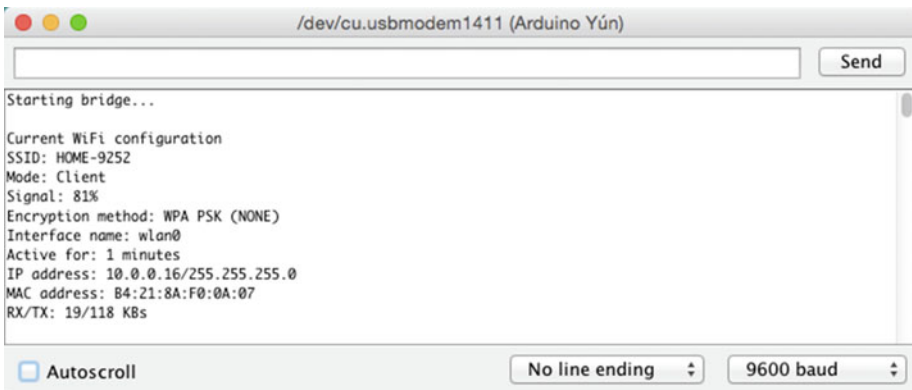 /dev/cu.usbmodem1411 (Arduino Yún)
Send
Starting bridge...
Current WiFi configuration
SSID: HOME-9252
Mode: Client
Signal: 81%
Encryption method: WPA PSK (NONE)
Interface name: wlan0
Active for: 1 minutes
IP address: 10.0.0.16/255.255.255.0
MAC address: B4:21:8A:F0:0A:07
RX/TX: 19/118 KBs
Autoscroll
No line ending
9600 baud